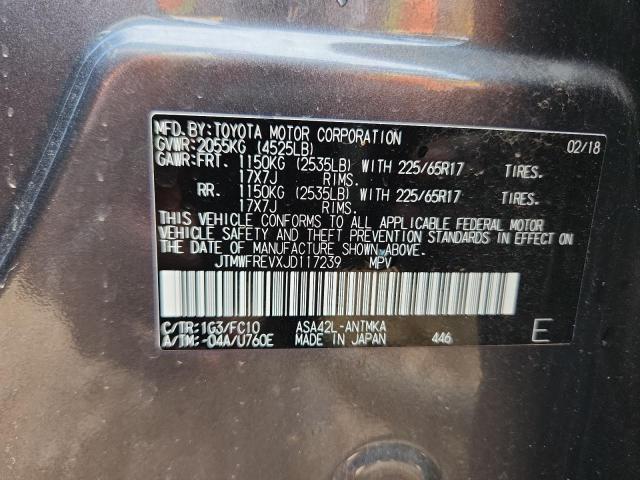 MFD.BY:TOYOTA MOTOR CORPORATION 02/18
GVWR:2055KG (4525LB)
GAWR:FRT. 1150KG (2535LB) WITH 225/65R17 TIRES.
17X7J RIMS.
RR. 1150KG (2535LB) WITH 225/65R17 TIRES.
17X7J RIMS.
THIS VEHICLE CONFORMS TO ALL APPLICABLE FEDERAL MOTOR
VEHICLE SAFETY AND THEFT PREVENTION STANDARDS IN EFFECT ON
THE DATE OF MANUFACTURE SHOWN ABOVE.
JTMWFREVXJD117239 MPV
C/TR:1G3/FC10 ASA42L-ANTMKA
A/TM:-04A/U760E MADE IN JAPAN 446 E